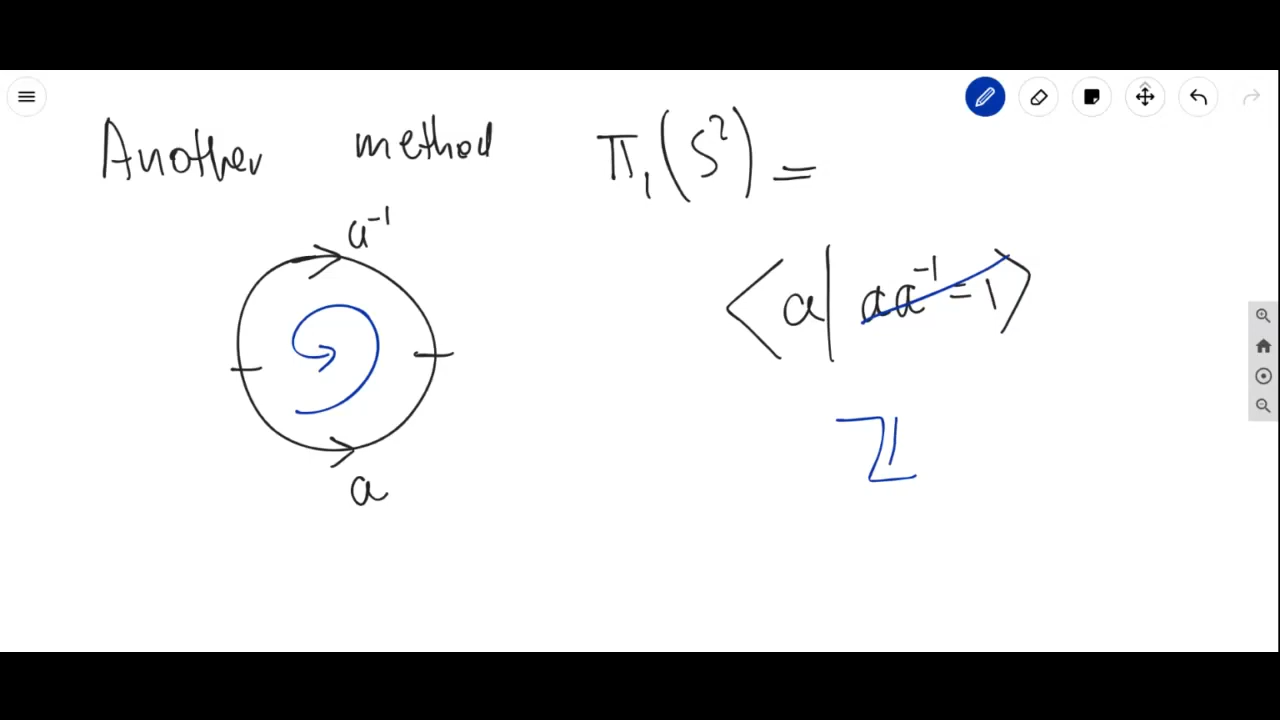 Another method π₁(S²) =
a⁻¹
⟨a| aa⁻¹=1⟩
ℤ
a